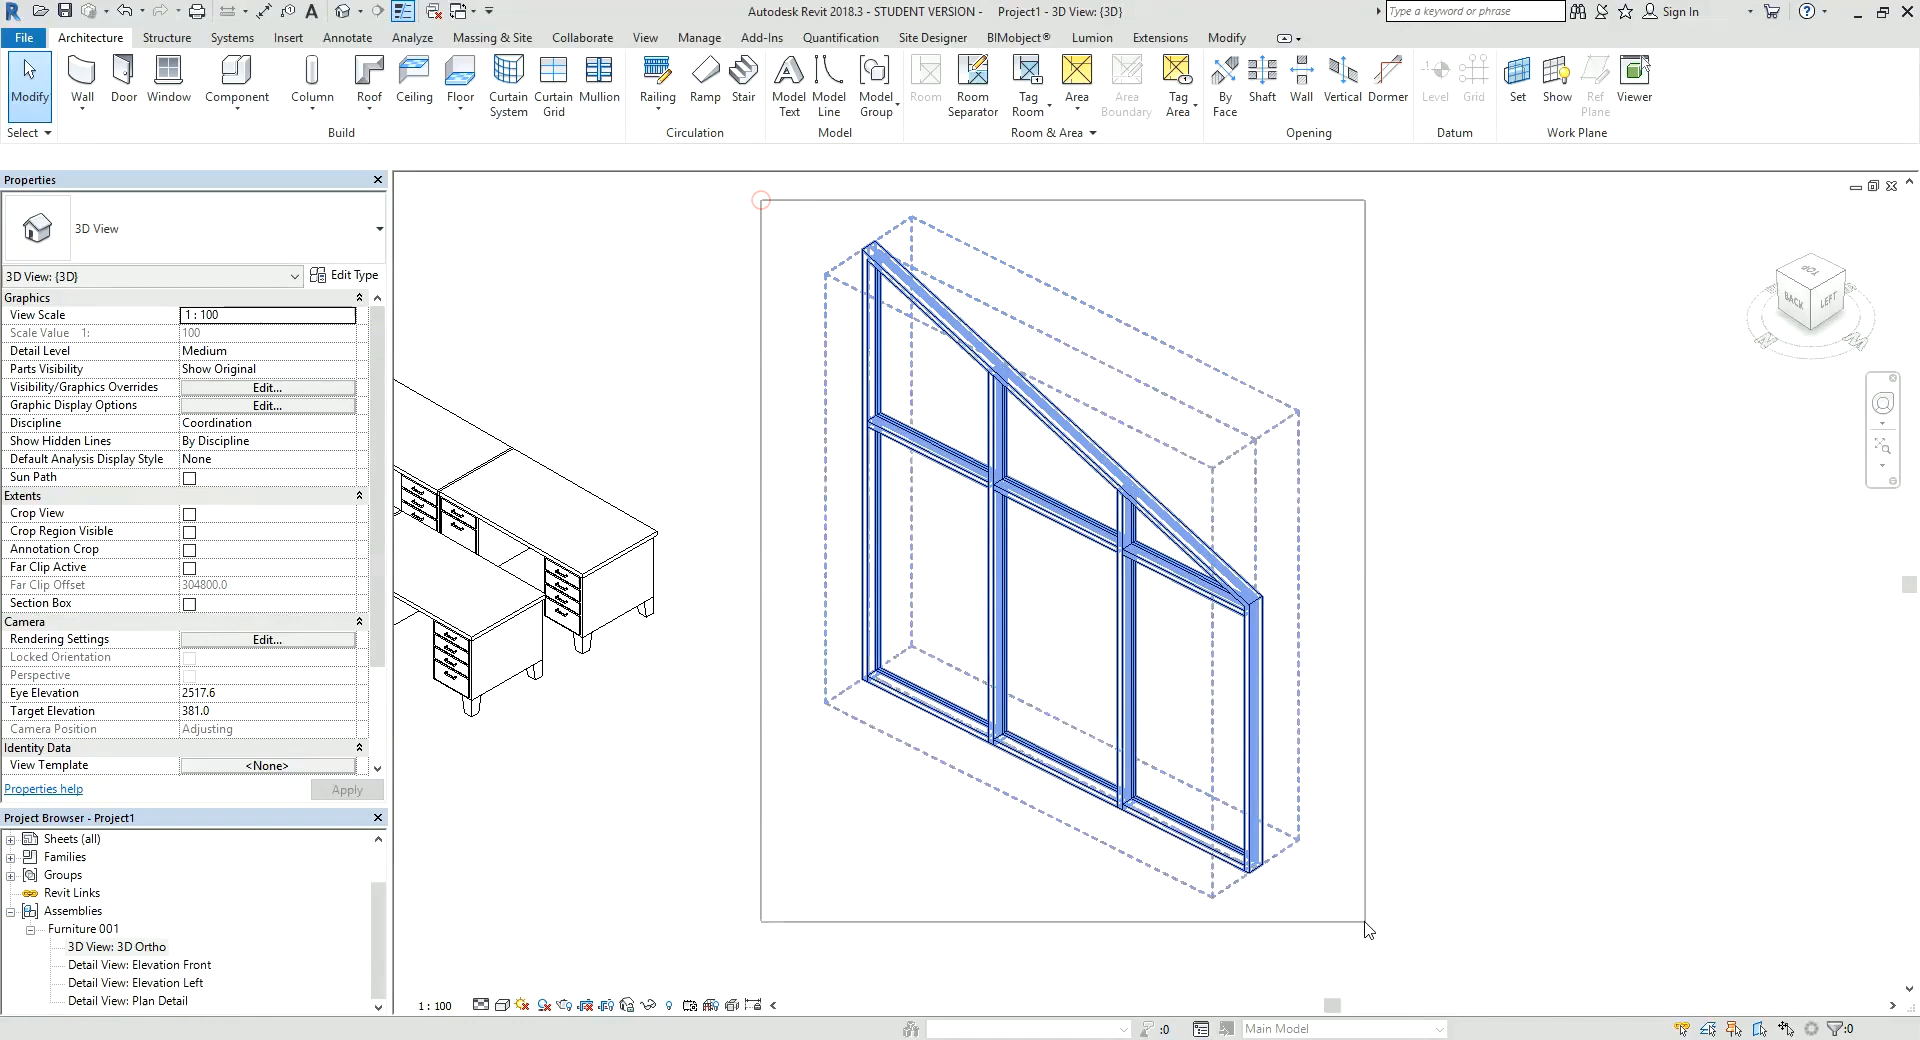 Autodesk Revit 2018.3 - STUDENT VERSION - Project1 - 3D View: {3D}
Type a keyword or phrase
Sign In
File Architecture Structure Systems Insert Annotate Analyze Massing & Site Collaborate View Manage Add-Ins Quantification Site Designer BIMobject® Lumion Extensions Modify
Modify Wall Door Window Component Column Roof Ceiling Floor Curtain System Curtain Grid Mullion Railing Ramp Stair Model Text Model Line Model Group Room Room Separator Tag Room Area Area Boundary Tag Area By Face Shaft Wall Vertical Dormer Level Grid Set Show Ref Plane Viewer
Select Build Circulation Model Room & Area Opening Datum Work Plane
Properties
3D View
3D View: {3D} Edit Type
Graphics
View Scale 1 : 100
Scale Value 1: 100
Detail Level Medium
Parts Visibility Show Original
Visibility/Graphics Overrides Edit...
Graphic Display Options Edit...
Discipline Coordination
Show Hidden Lines By Discipline
Default Analysis Display Style None
Sun Path
Extents
Crop View
Crop Region Visible
Annotation Crop
Far Clip Active
Far Clip Offset 304800.0
Section Box
Camera
Rendering Settings Edit...
Locked Orientation
Perspective
Eye Elevation 2517.6
Target Elevation 381.0
Camera Position Adjusting
Identity Data
View Template <None>
Properties help Apply
Project Browser - Project1
Sheets (all)
Families
Groups
Revit Links
Assemblies
Furniture 001
3D View: 3D Ortho
Detail View: Elevation Front
Detail View: Elevation Left
Detail View: Plan Detail
TOP
BACK
LEFT
1 : 100
:0
Main Model
:0